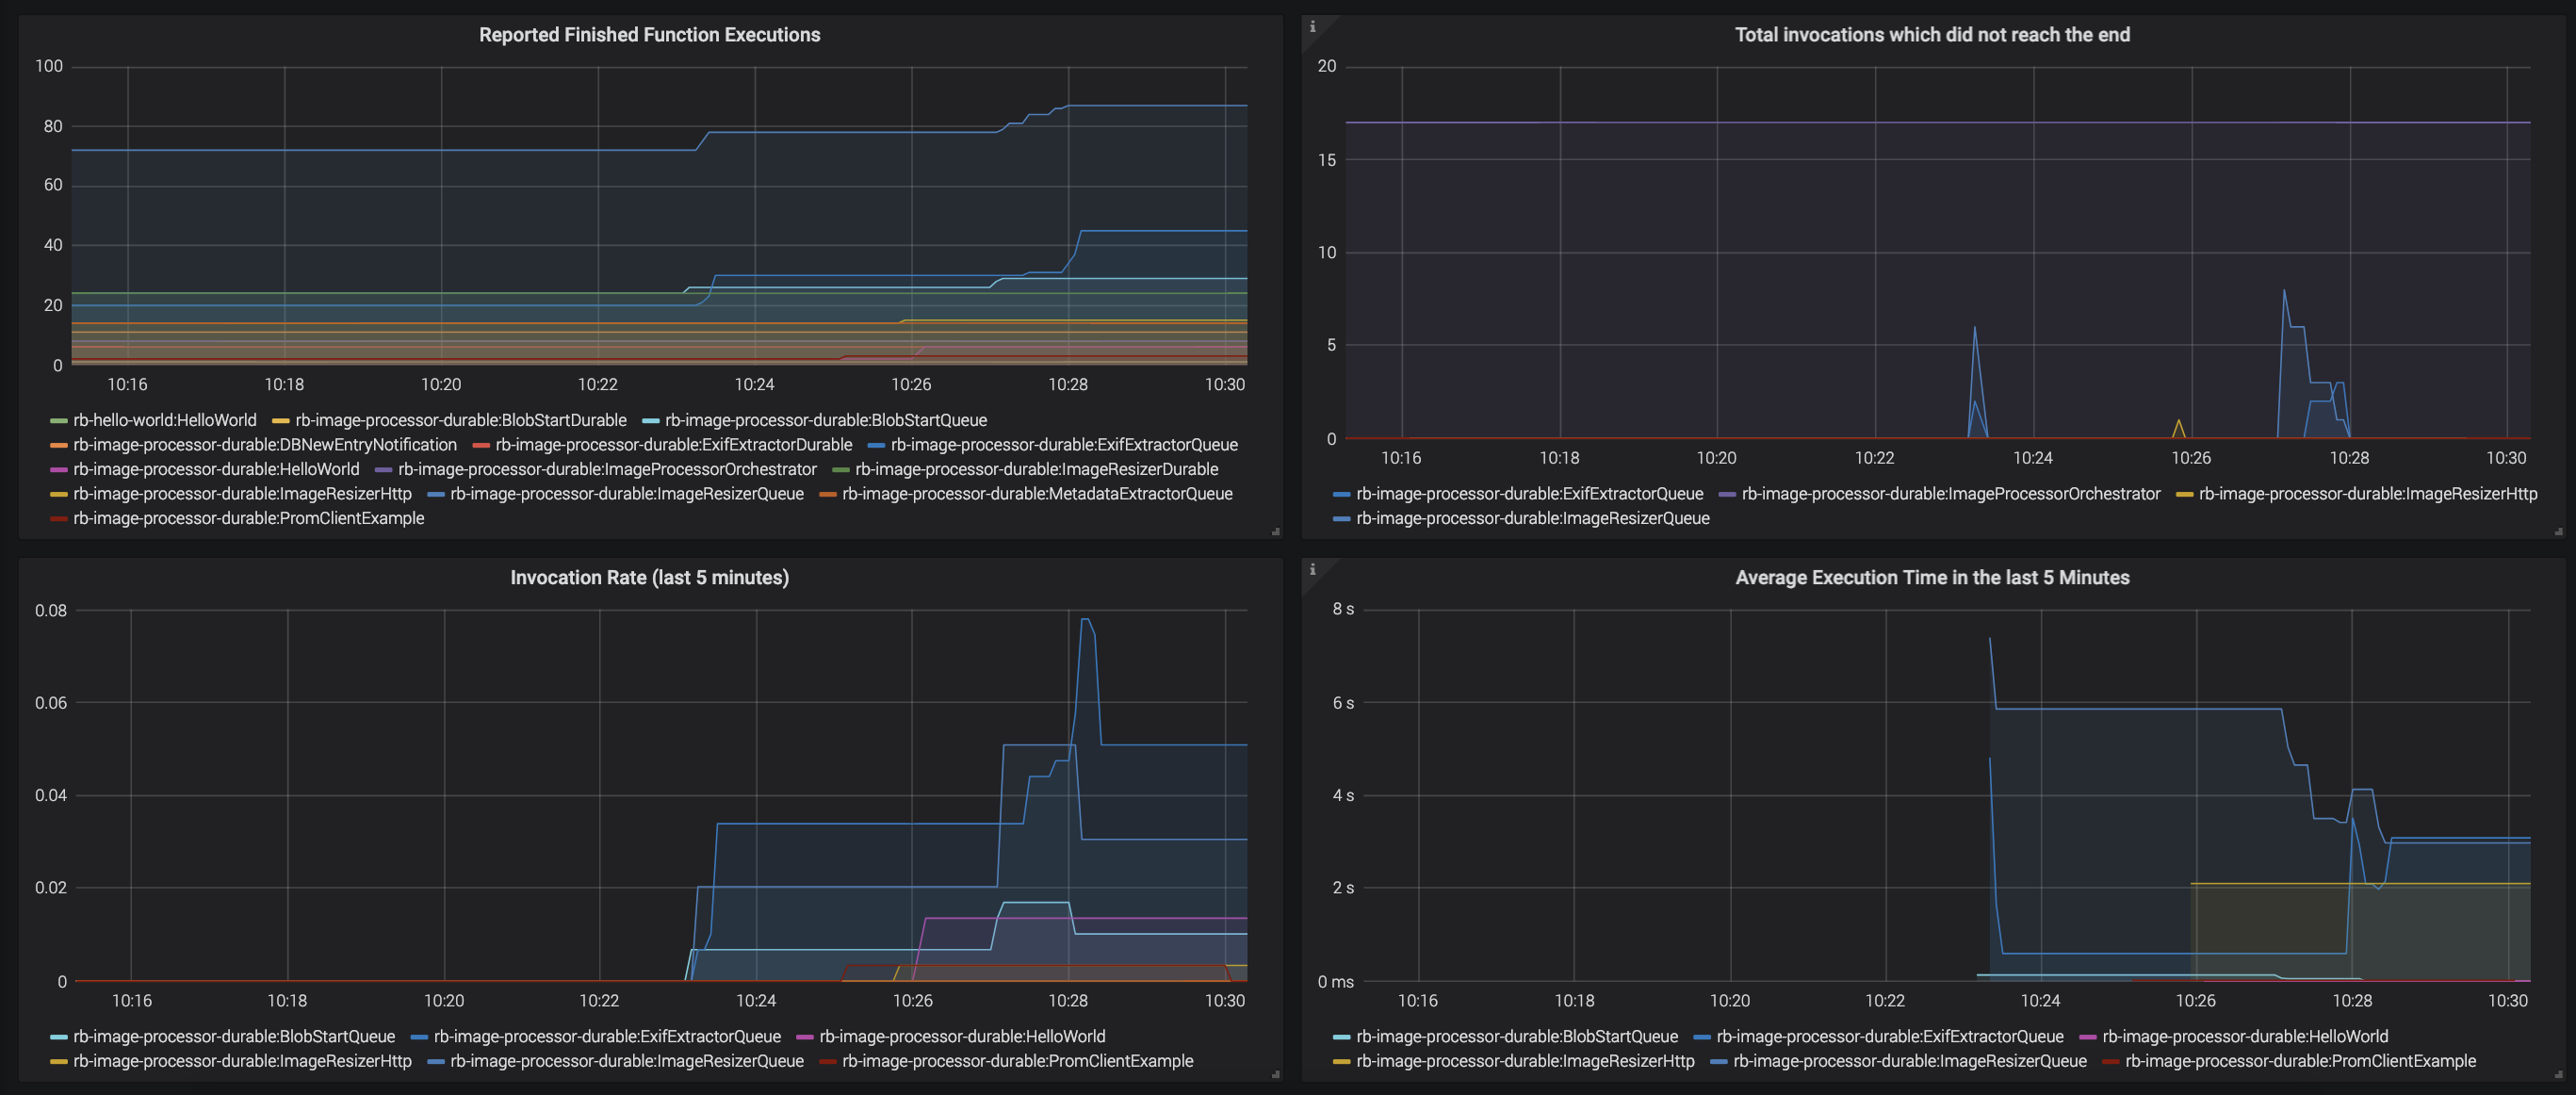 Reported Finished Function Executions
100
80
60
40
20
0
10:16 10:18 10:20 10:22 10:24 10:26 10:28 10:30
rb-hello-world:HelloWorld rb-image-processor-durable:BlobStartDurable rb-image-processor-durable:BlobStartQueue
rb-image-processor-durable:DBNewEntryNotification rb-image-processor-durable:ExifExtractorDurable rb-image-processor-durable:ExifExtractorQueue
rb-image-processor-durable:HelloWorld rb-image-processor-durable:ImageProcessorOrchestrator rb-image-processor-durable:ImageResizerDurable
rb-image-processor-durable:ImageResizerHttp rb-image-processor-durable:ImageResizerQueue rb-image-processor-durable:MetadataExtractorQueue
rb-image-processor-durable:PromClientExample
i
Total invocations which did not reach the end
20
15
10
5
0
10:16 10:18 10:20 10:22 10:24 10:26 10:28 10:30
rb-image-processor-durable:ExifExtractorQueue rb-image-processor-durable:ImageProcessorOrchestrator rb-image-processor-durable:ImageResizerHttp
rb-image-processor-durable:ImageResizerQueue
Invocation Rate (last 5 minutes)
0.08
0.06
0.04
0.02
0
10:16 10:18 10:20 10:22 10:24 10:26 10:28 10:30
rb-image-processor-durable:BlobStartQueue rb-image-processor-durable:ExifExtractorQueue rb-image-processor-durable:HelloWorld
rb-image-processor-durable:ImageResizerHttp rb-image-processor-durable:ImageResizerQueue rb-image-processor-durable:PromClientExample
i
Average Execution Time in the last 5 Minutes
8 s
6 s
4 s
2 s
0 ms
10:16 10:18 10:20 10:22 10:24 10:26 10:28 10:30
rb-image-processor-durable:BlobStartQueue rb-image-processor-durable:ExifExtractorQueue rb-image-processor-durable:HelloWorld
rb-image-processor-durable:ImageResizerHttp rb-image-processor-durable:ImageResizerQueue rb-image-processor-durable:PromClientExample